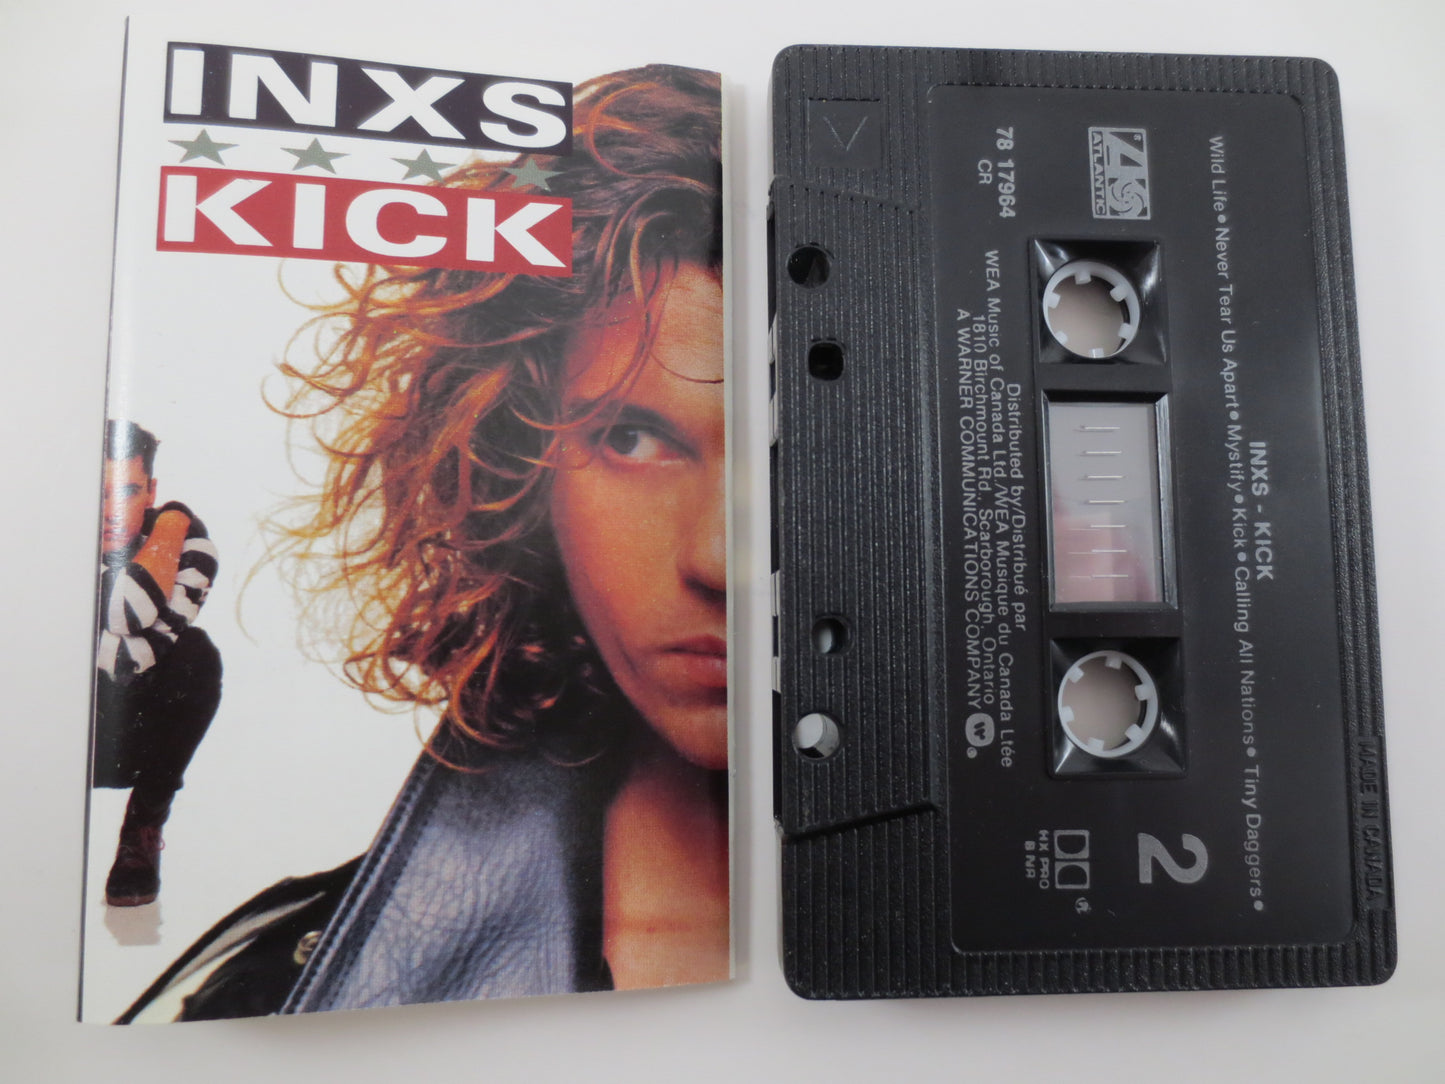 INXS
KICK
8
ATLANTIC
78 17964
CR
INXS - KICK
Wild Life • Never Tear Us Apart • Mystify • Kick • Calling All Nations • Tiny Daggers •
2
Distributed by/Distribué par
WEA Music of Canada Ltd./WEA Musique du Canada Ltée
1810 Birchmount Rd., Scarborough, Ontario
A WARNER COMMUNICATIONS COMPANY
HX PRO
B NR
MADE IN CANADA